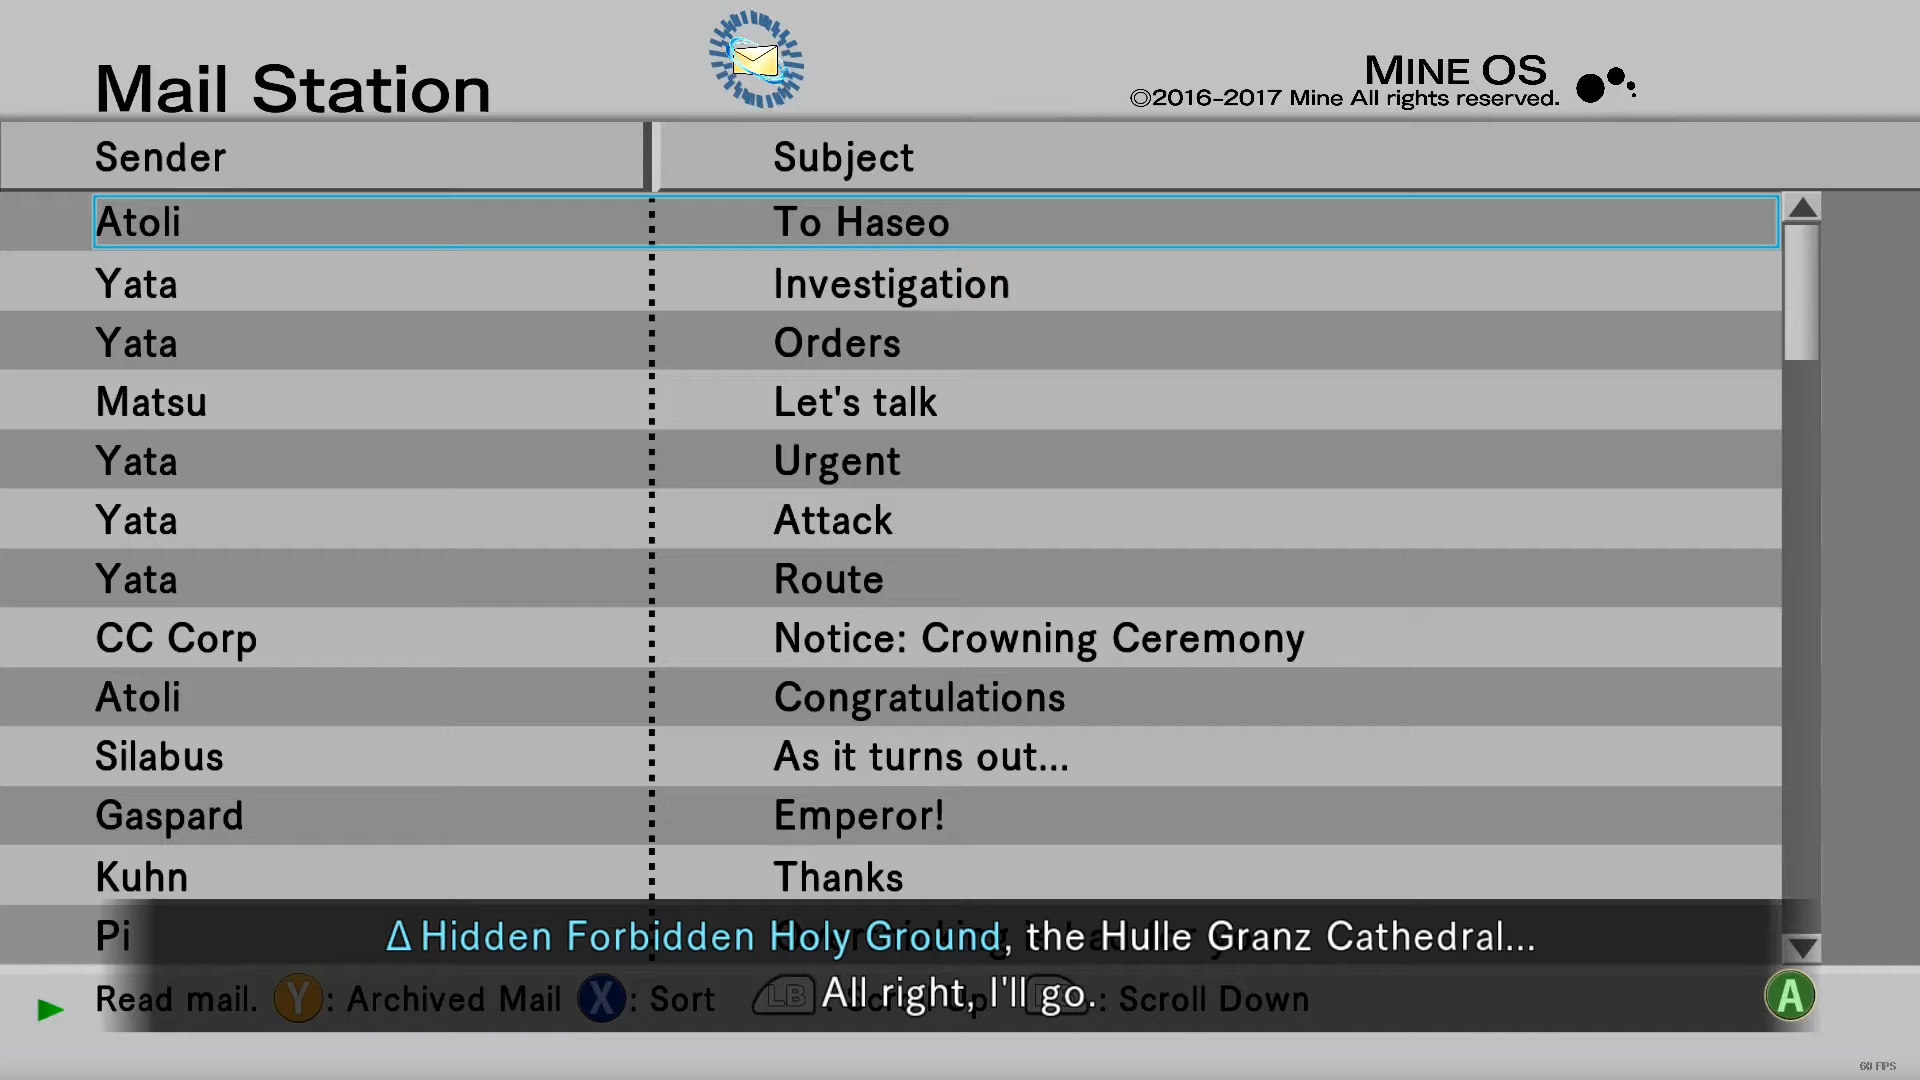 Mail Station
MINE OS
©2016-2017 Mine All rights reserved.
Sender Subject
Atoli To Haseo
Yata Investigation
Yata Orders
Matsu Let's talk
Yata Urgent
Yata Attack
Yata Route
CC Corp Notice: Crowning Ceremony
Atoli Congratulations
Silabus As it turns out...
Gaspard Emperor!
Kuhn Thanks
Pi
Δ Hidden Forbidden Holy Ground, the Hulle Granz Cathedral...
All right, I'll go.
Read mail. Y: Archived Mail X: Sort LB : Scroll Up : Scroll Down
A
60 FPS